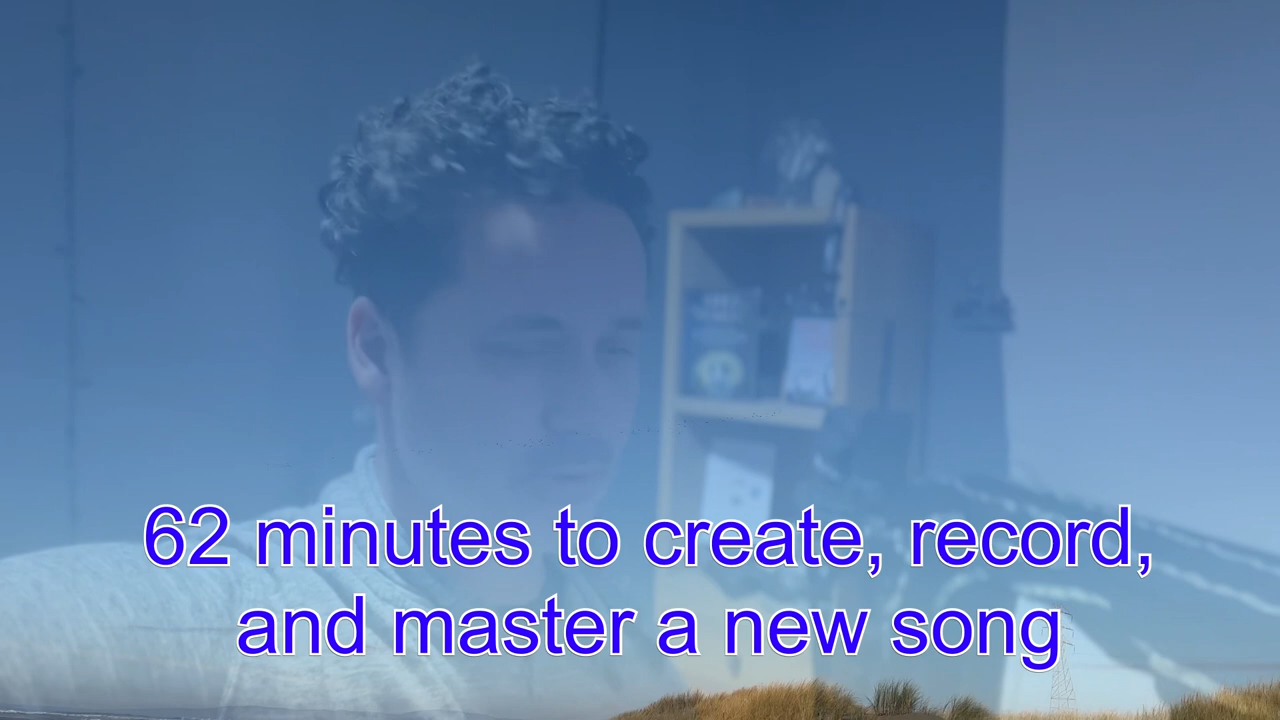 62 minutes to create, record,
and master a new song